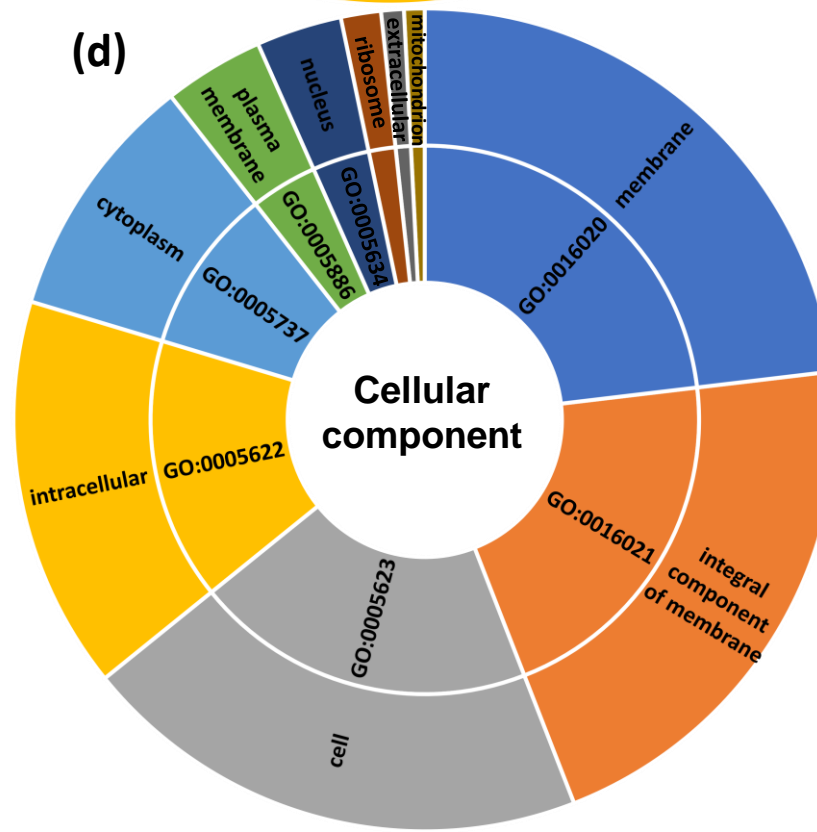 (d)
Cellular
component
membrane
GO:0016020
integral
component
of membrane
GO:0016021
cell
GO:0005623
intracellular
GO:0005622
cytoplasm
GO:0005737
plasma
membrane
GO:0005886
nucleus
GO:0005634
ribosome
extracellular
mitochondrion